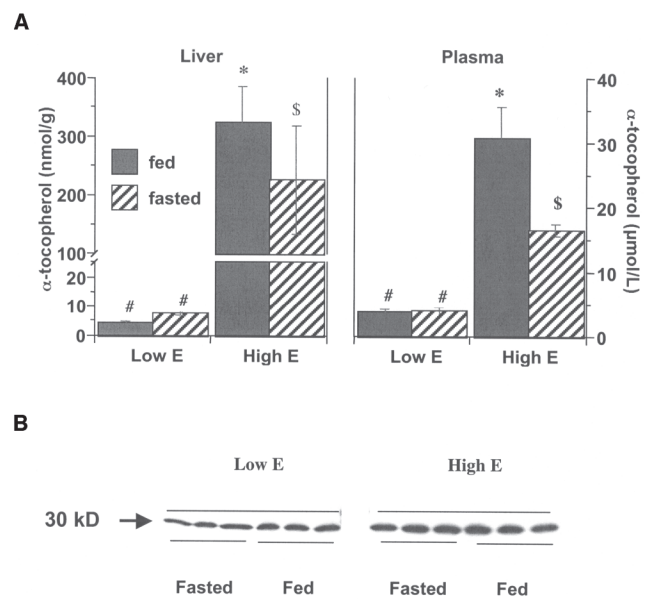 A
Liver
Plasma
400
300
200
100
20
10
0
α-tocopherol (nmol/g)
fed
fasted
*
$
#
#
Low E
High E
*
$
#
#
Low E
High E
40
30
20
10
0
α-tocopherol (μmol/L)
B
Low E
High E
30 kD
Fasted
Fed
Fasted
Fed